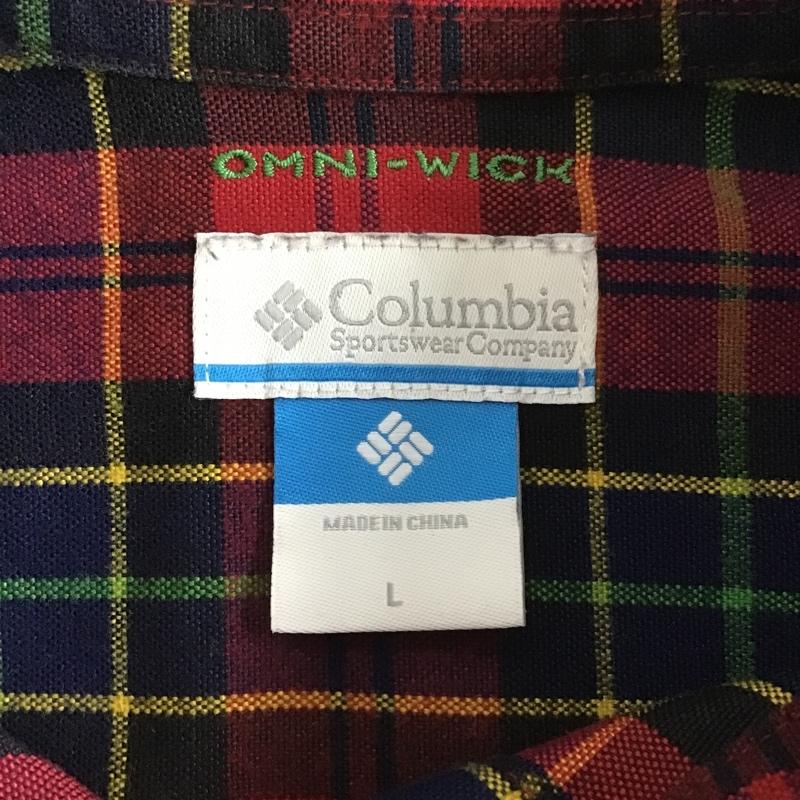 OMNI-WICK
Columbia
Sportswear Company
MADE IN CHINA
L